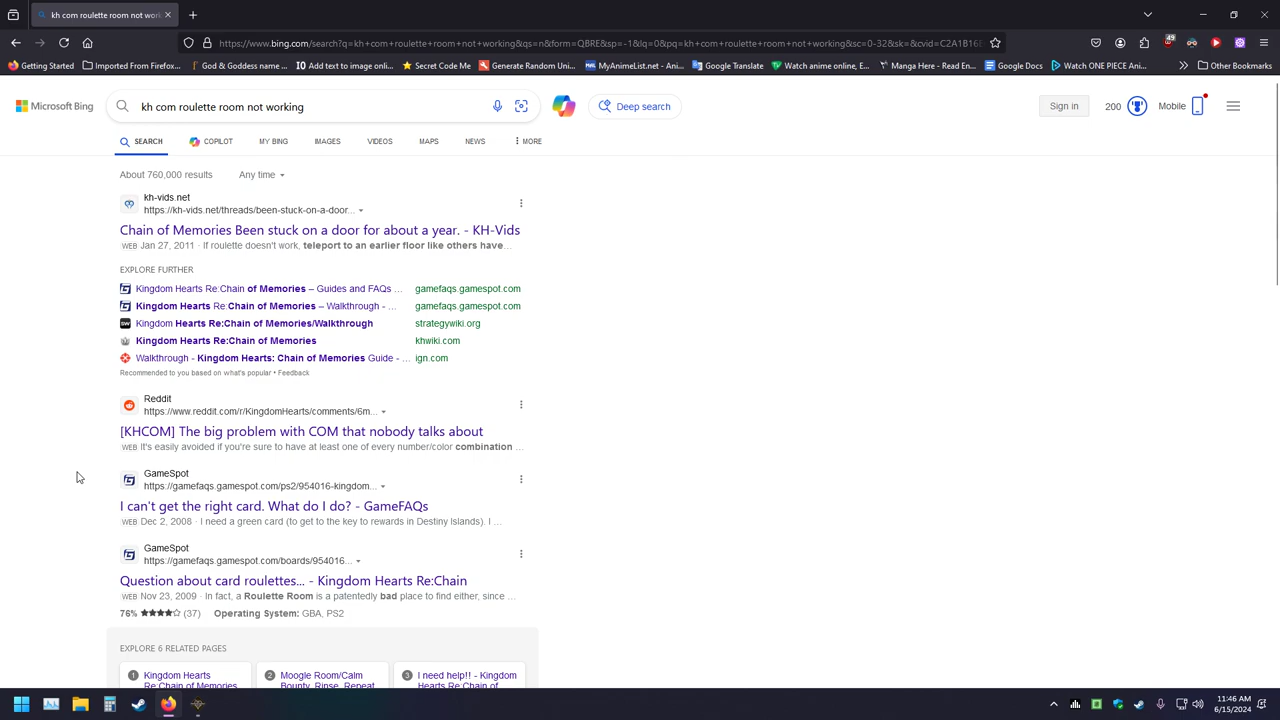 kh com roulette room not wor
https://www.bing.com/search?q=kh+com+roulette+room+not+working&qs=n&form=QBRE&sp=-1&lq=0&pq=kh+com+roulette+room+not+working&sc=0-32&sk=&cvid=C2A1B16E
49
Getting Started
Imported From Firefox...
God & Goddess name ...
Add text to image onli...
Secret Code Me
Generate Random Uni...
MyAnimeList.net - Ani...
Google Translate
Watch anime online, E...
Manga Here - Read O...
Google Docs
Watch ONE PIECE Ani...
Other Bookmarks
Microsoft Bing
kh com roulette room not working
Deep search
Sign in
200
Mobile
SEARCH
COPILOT
MY BING
IMAGES
VIDEOS
MAPS
NEWS
MORE
About 760,000 results
Any time
kh-vids.net
https://kh-vids.net/threads/been-stuck-on-a-door...
Chain of Memories Been stuck on a door for about a year. - KH-Vids
WEB Jan 27, 2011 · If roulette doesn't work, teleport to an earlier floor like others have...
EXPLORE FURTHER
Kingdom Hearts Re:Chain of Memories – Guides and FAQs ... gamefaqs.gamespot.com
Kingdom Hearts Re:Chain of Memories – Walkthrough - ... gamefaqs.gamespot.com
Kingdom Hearts Re:Chain of Memories/Walkthrough strategywiki.org
Kingdom Hearts Re:Chain of Memories khwiki.com
Walkthrough - Kingdom Hearts: Chain of Memories Guide - ... ign.com
Recommended to you based on what's popular • Feedback
Reddit
https://www.reddit.com/r/KingdomHearts/comments/6m...
[KHCOM] The big problem with COM that nobody talks about
WEB It's easily avoided if you're sure to have at least one of every number/color combination ...
GameSpot
https://gamefaqs.gamespot.com/ps2/954016-kingdom...
I can't get the right card. What do I do? - GameFAQs
WEB Dec 2, 2008 · I need a green card (to get to the key to rewards in Destiny Islands). I ...
GameSpot
https://gamefaqs.gamespot.com/boards/954016...
Question about card roulettes... - Kingdom Hearts Re:Chain
WEB Nov 23, 2009 · In fact, a Roulette Room is a patentedly bad place to find either, since ...
76% ★★★★☆ (37) Operating System: GBA, PS2
EXPLORE 6 RELATED PAGES
1 Kingdom Hearts
Re:Chain of Memories
2 Moogle Room/Calm
Bounty. Rinse. Repeat
3 I need help!! - Kingdom
Hearts Re:Chain of
11:46 AM
6/15/2024